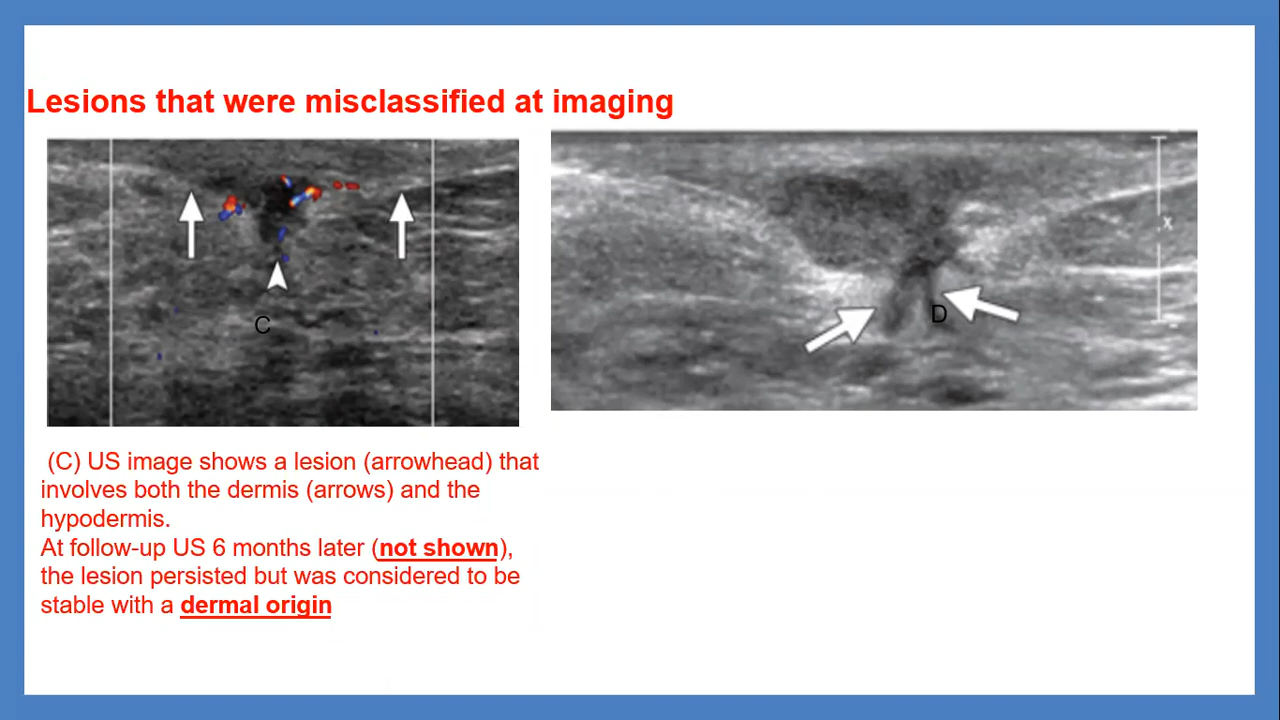 Lesions that were misclassified at imaging
C
x
D
(C) US image shows a lesion (arrowhead) that
involves both the dermis (arrows) and the
hypodermis.
At follow-up US 6 months later (not shown),
the lesion persisted but was considered to be
stable with a dermal origin